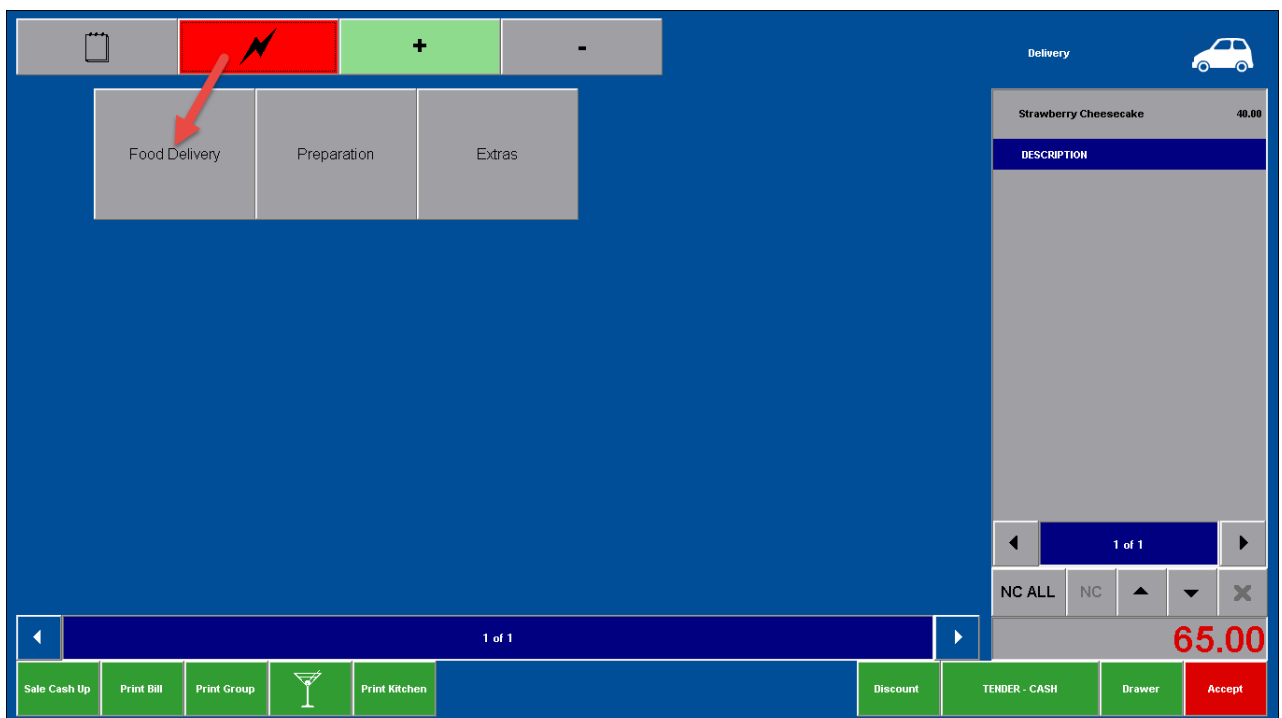 +
-
Delivery
Food Delivery
Preparation
Extras
Strawberry Cheesecake 40.00
DESCRIPTION
1 of 1
NC ALL
NC
1 of 1
65.00
Sale Cash Up
Print Bill
Print Group
Print Kitchen
Discount
TENDER - CASH
Drawer
Accept